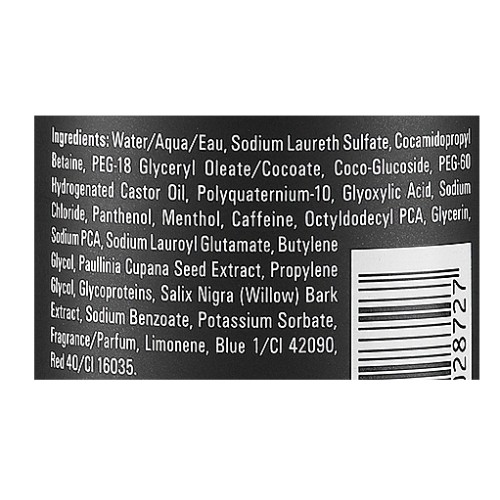 Ingredients: Water/Aqua/Eau, Sodium Laureth Sulfate, Cocamidopropyl
Betaine, PEG-18 Glyceryl Oleate/Cocoate, Coco-Glucoside, PEG-60
Hydrogenated Castor Oil, Polyquaternium-10, Glyoxylic Acid, Sodium
Chloride, Panthenol, Menthol, Caffeine, Octyldodecyl PCA, Glycerin,
Sodium PCA, Sodium Lauroyl Glutamate, Butylene
Glycol, Paullinia Cupana Seed Extract, Propylene
Glycol, Glycoproteins, Salix Nigra (Willow) Bark
Extract, Sodium Benzoate, Potassium Sorbate,
Fragrance/Parfum, Limonene, Blue 1/CI 42090,
Red 40/CI 16035.
028727